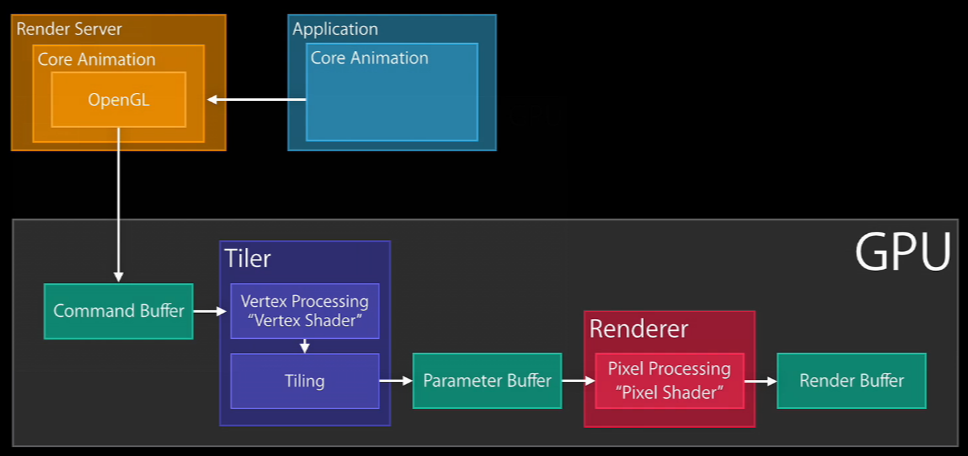 Render Server
Core Animation
OpenGL
Application
Core Animation
GPU
Tiler
Command Buffer
Vertex Processing
“Vertex Shader”
Tiling
Parameter Buffer
Renderer
Pixel Processing
“Pixel Shader”
Render Buffer